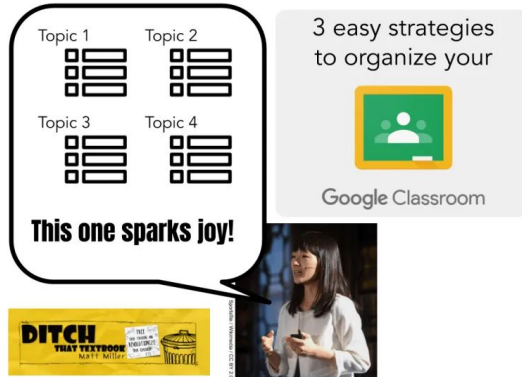 Topic 1
Topic 2
Topic 3
Topic 4
This one sparks joy!
3 easy strategies
to organize your
Google Classroom
DITCH
THAT TEXTBOOK
Matt Miller
FREE